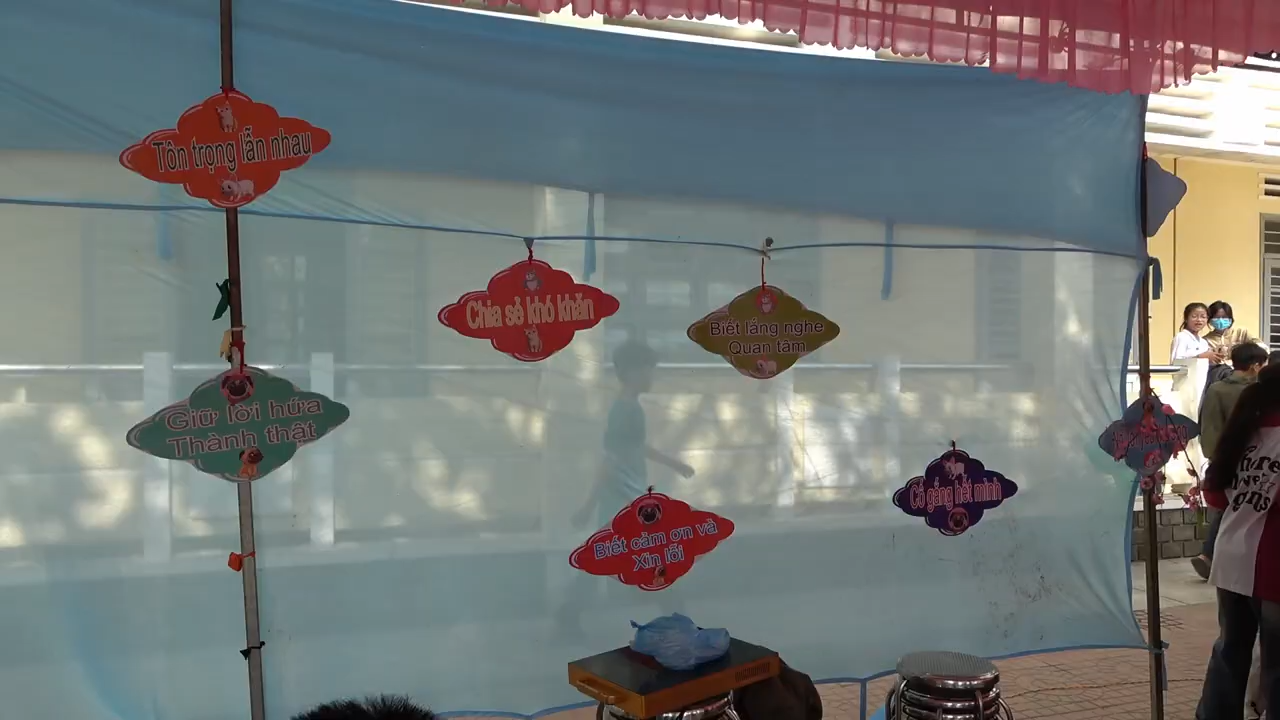 Tôn trọng lẫn nhau
Chia sẻ khó khăn
Biết lắng nghe
Quan tâm
Giữ lời hứa
Thành thật
Cố gắng hết mình
Biết cảm ơn và
Xin lỗi